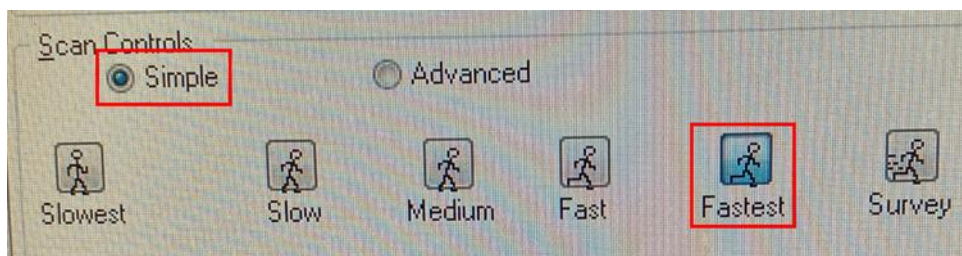 Scan Controls
Simple Advanced
Slowest Slow Medium Fast Fastest Survey